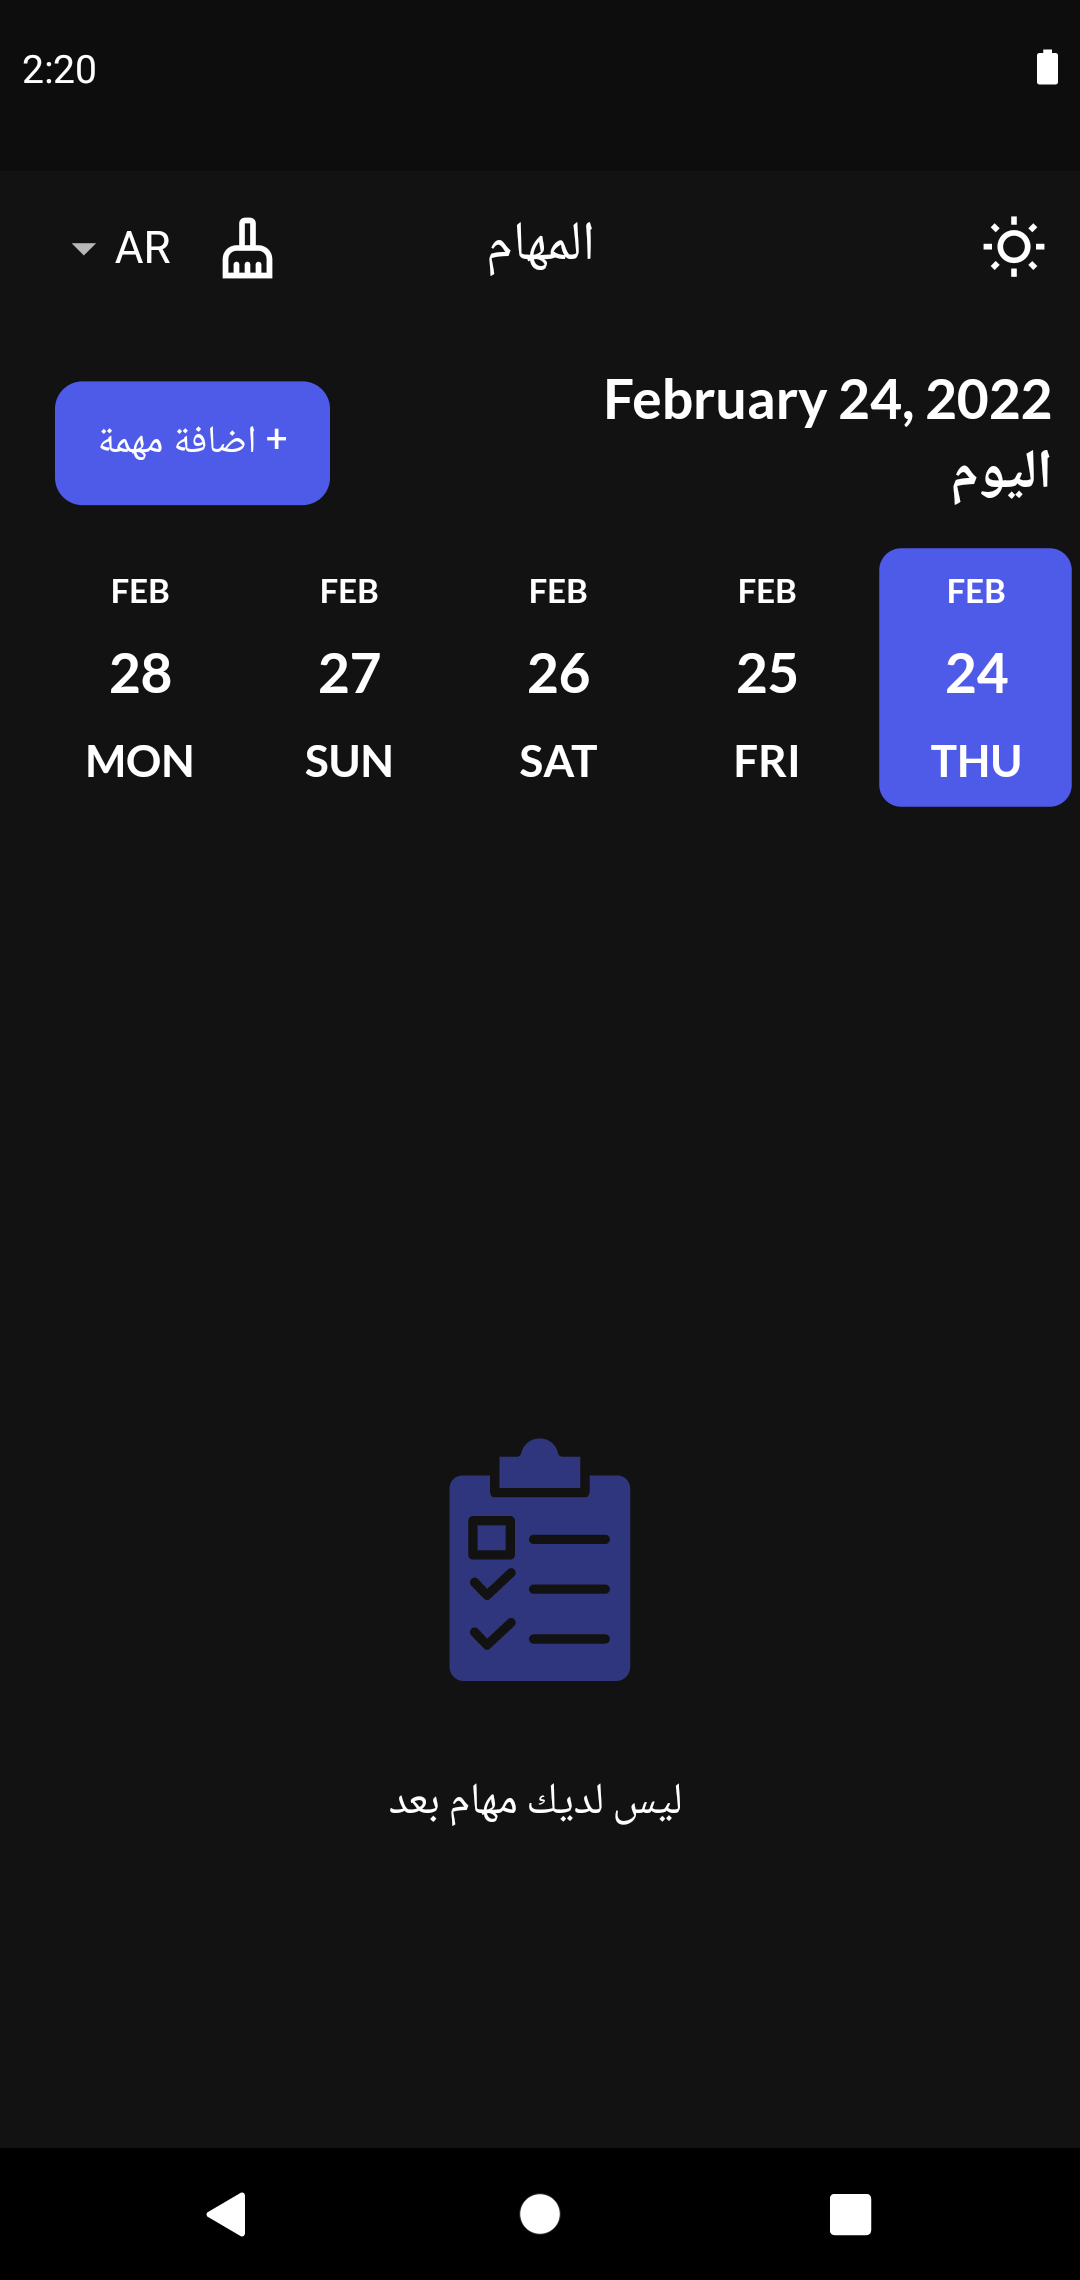 2:20
المهام
AR
February 24, 2022
اليوم
+ اضافة مهمة
FEB
24
THU
FEB
25
FRI
FEB
26
SAT
FEB
27
SUN
FEB
28
MON
ليس لديك مهام بعد